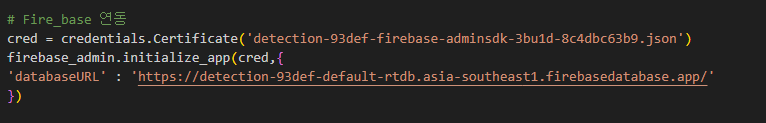 # Fire_base 연동
cred = credentials.Certificate('detection-93def-firebase-adminsdk-3bu1d-8c4dbc63b9.json')
firebase_admin.initialize_app(cred,{
'databaseURL' : 'https://detection-93def-default-rtdb.asia-southeast1.firebasedatabase.app/'
})